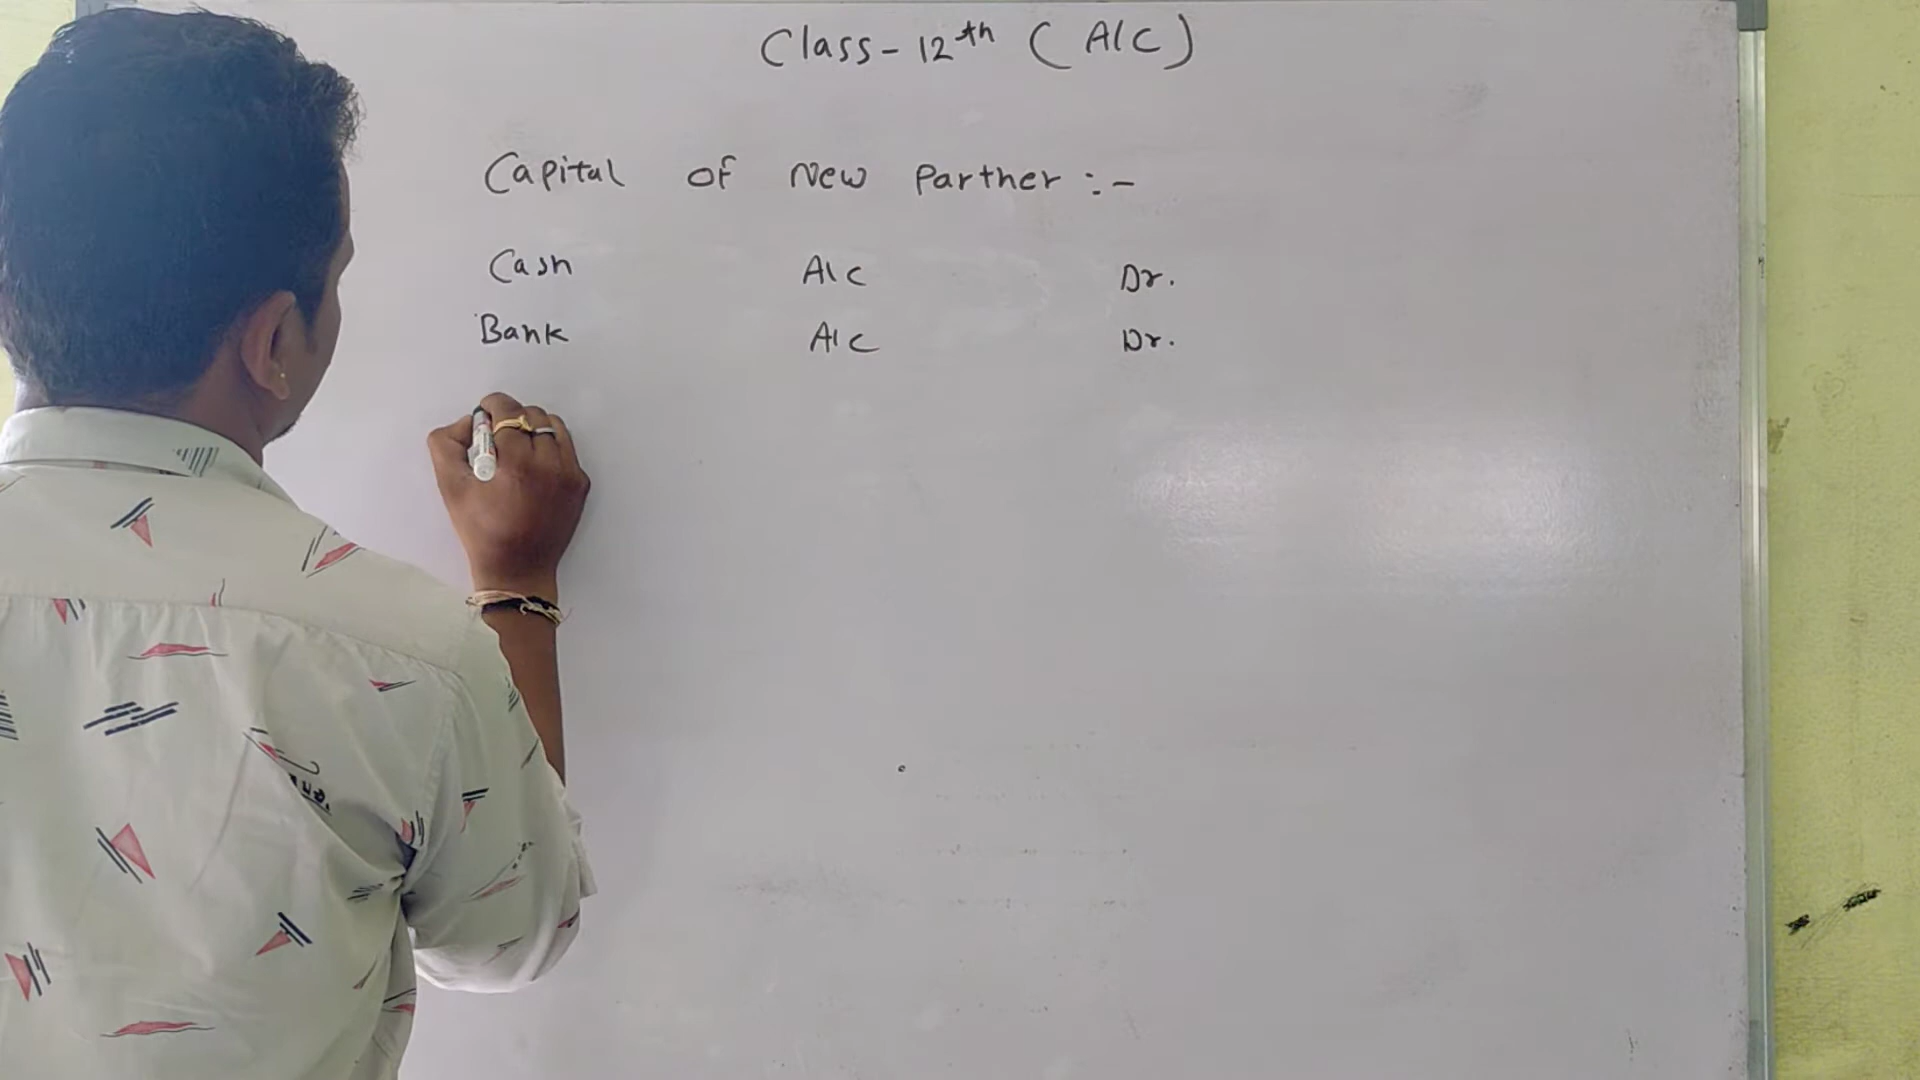 Class-12th (A/C)
Capital of New Partner :-
Cash A/C Dr.
Bank A/C Dr.